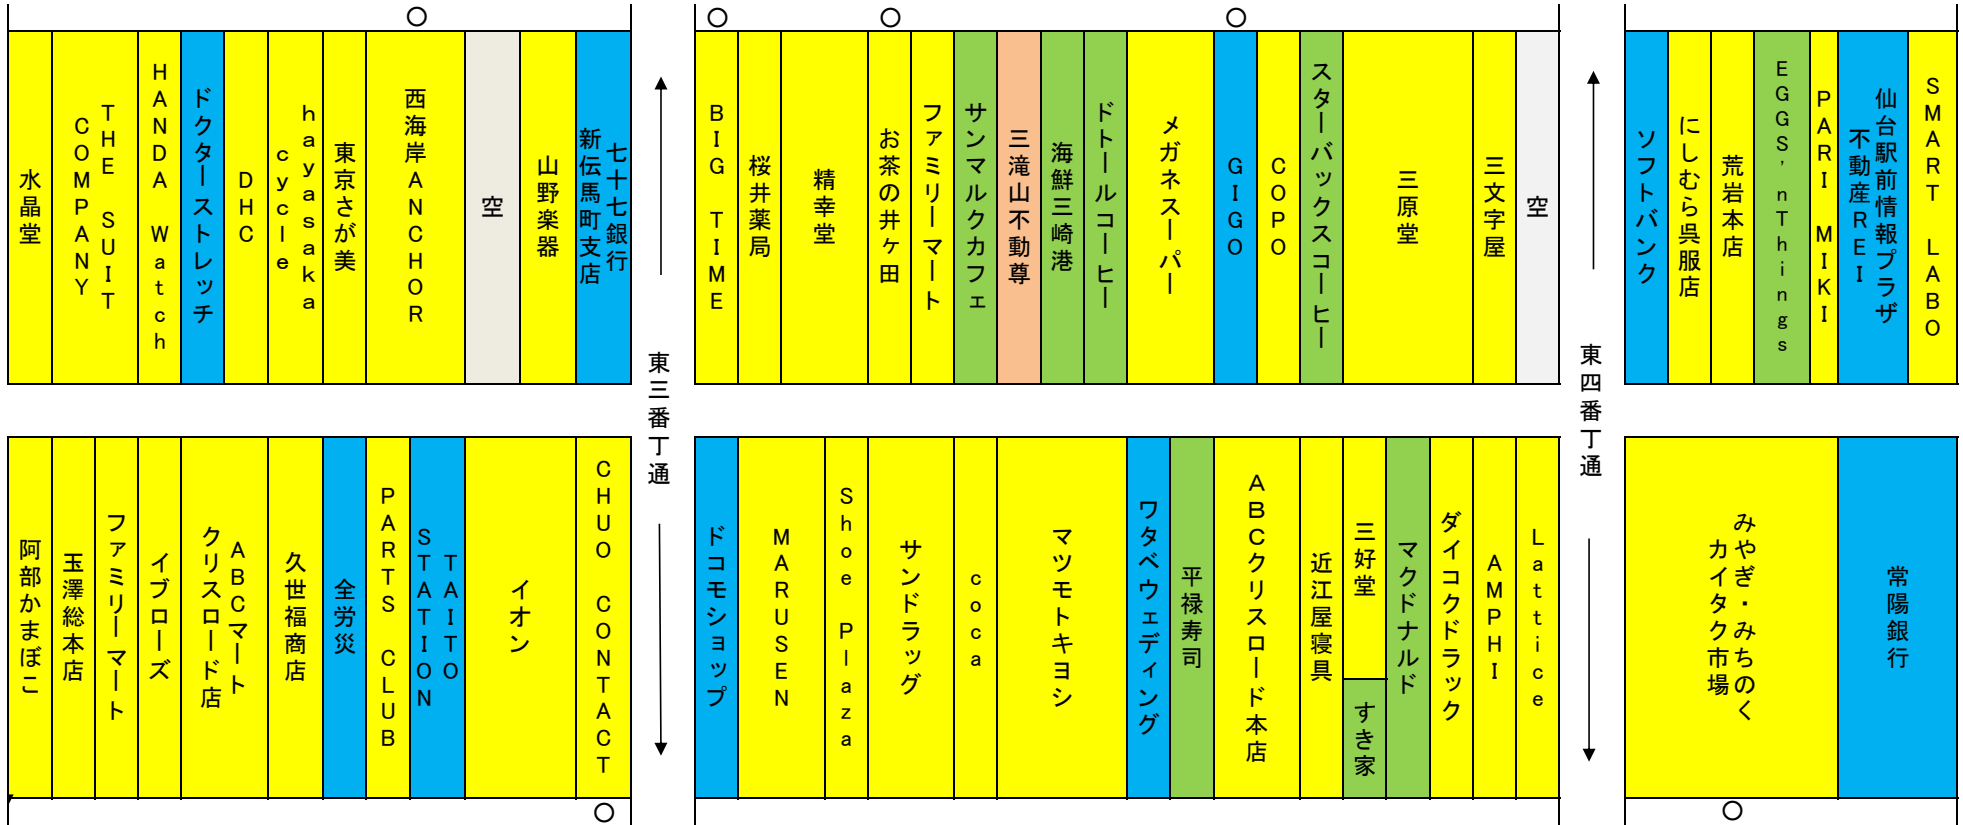 水晶堂
THE SUIT
COMPANY
HANDA Watch
ドクターストレッチ
DHC
hayasaka
cycle
東京さが美
西海岸ANCHOR
空
山野楽器
七十七銀行
新伝馬町支店
東三番丁通
BIG TIME
桜井薬局
精幸堂
お茶の井ヶ田
ファミリーマート
サンマルクカフェ
三滝山不動尊
海鮮三崎港
ドトールコーヒー
メガネスーパー
GIGO
COPO
スターバックスコーヒー
三原堂
三文字屋
空
東四番丁通
ソフトバンク
にしむら呉服店
荒岩本店
EGGS'nThings
PARI MIKI
仙台駅前情報プラザ
不動産REI
SMART LABO
阿部かまぼこ
玉澤総本店
ファミリーマート
イブローズ
ABCマート
クリスロード店
久世福商店
全労災
PARTS CLUB
TAITO
STATION
イオン
CHUO CONTACT
ドコモショップ
MARUSEN
Shoe Plaza
サンドラッグ
coca
マツモトキヨシ
ワタベウェディング
平禄寿司
ABCクリスロード本店
近江屋寝具
三好堂
すき家
マクドナルド
ダイコクドラック
AMPHI
Lattice
みやぎ・みちのく
カイタク市場
常陽銀行